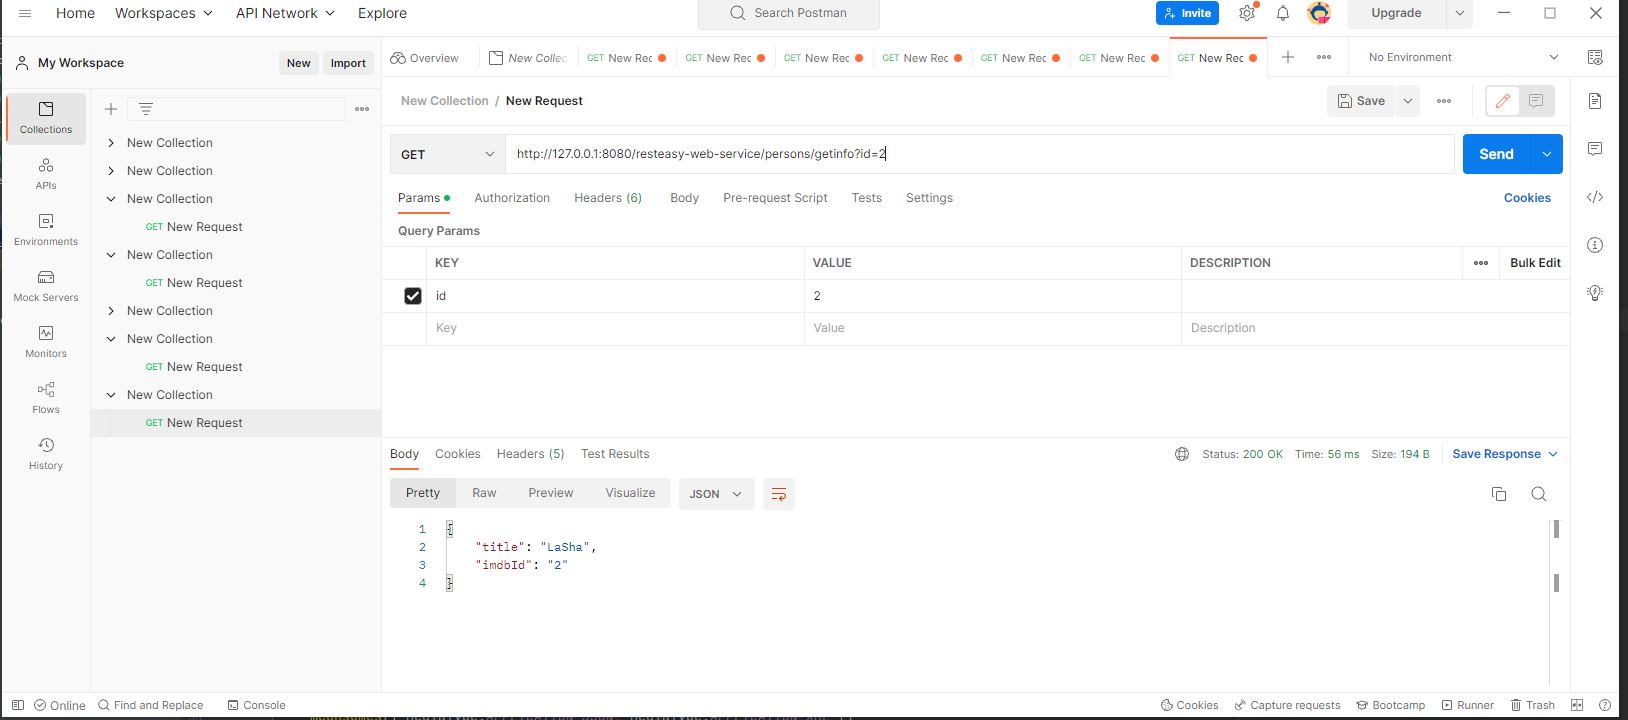 Home Workspaces API Network Explore Search Postman Invite Upgrade
My Workspace New Import Overview New Collec GET New Rec GET New Rec GET New Rec GET New Rec GET New Rec GET New Rec GET New Rec No Environment
Collections
APIs
Environments
Mock Servers
Monitors
Flows
History
New Collection
New Collection
New Collection
GET New Request
New Collection
GET New Request
New Collection
New Collection
GET New Request
New Collection
GET New Request
New Collection / New Request Save
GET http://127.0.0.1:8080/resteasy-web-service/persons/getinfo?id=2 Send
Params Authorization Headers (6) Body Pre-request Script Tests Settings Cookies
Query Params
KEY VALUE DESCRIPTION Bulk Edit
id 2
Key Value Description
Body Cookies Headers (5) Test Results Status: 200 OK Time: 56 ms Size: 194 B Save Response
Pretty Raw Preview Visualize JSON
1 {
2 "title": "LaSha",
3 "imdbId": "2"
4 }
Online Find and Replace Console Cookies Capture requests Bootcamp Runner Trash